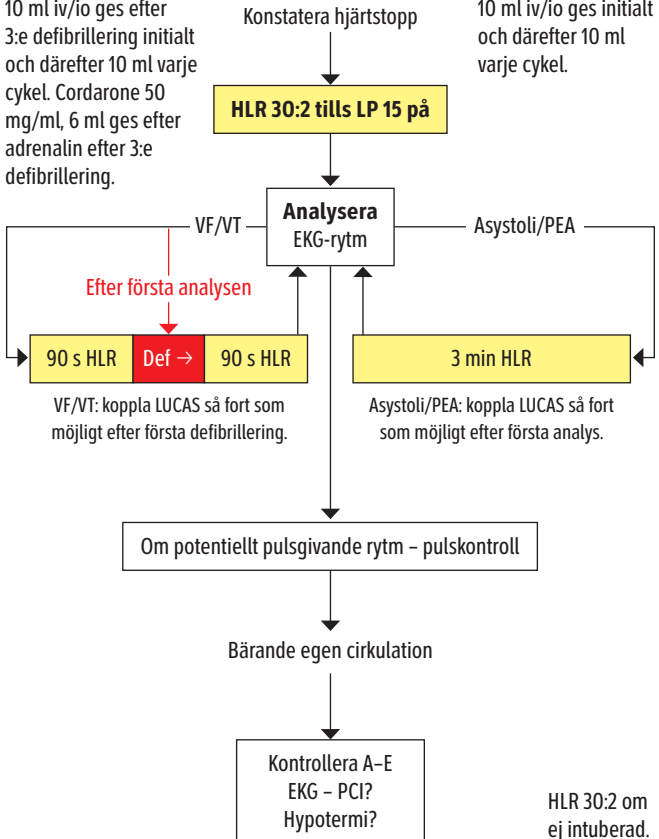 10 ml iv/io ges efter
3:e defibrillering initialt
och därefter 10 ml varje
cykel. Cordarone 50
mg/ml, 6 ml ges efter
adrenalin efter 3:e
defibrillering.
Konstatera hjärtstopp
10 ml iv/io ges initialt
och därefter 10 ml
varje cykel.
HLR 30:2 tills LP 15 på
VF/VT
Analysera
EKG-rytm
Asystoli/PEA
Efter första analysen
90 s HLR
Def →
90 s HLR
3 min HLR
VF/VT: koppla LUCAS så fort som
möjligt efter första defibrillering.
Asystoli/PEA: koppla LUCAS så fort
som möjligt efter första analys.
Om potentiellt pulsgivande rytm – pulskontroll
Bärande egen cirkulation
Kontrollera A–E
EKG – PCI?
Hypotermi?
HLR 30:2 om
ej intuberad.